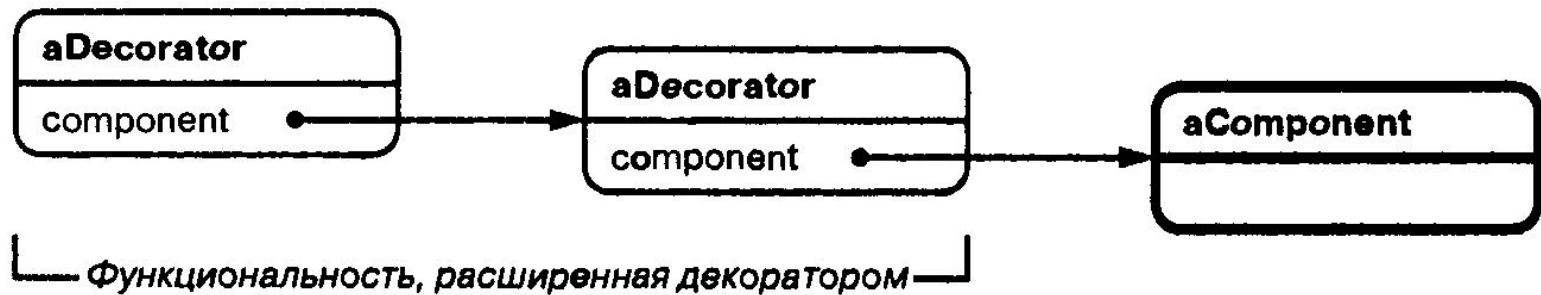 aDecorator
component
aDecorator
component
aComponent
Функциональность, расширенная декоратором